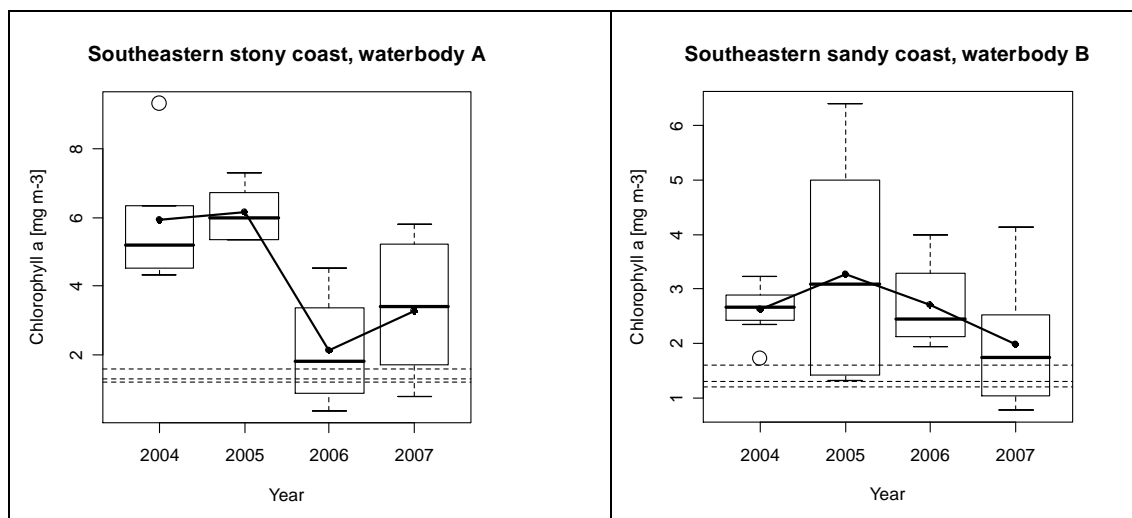 Southeastern stony coast, waterbody A
Chlorophyll a [mg m-3]
8
6
4
2
2004 2005 2006 2007
Year
Southeastern sandy coast, waterbody B
Chlorophyll a [mg m-3]
6
5
4
3
2
1
2004 2005 2006 2007
Year